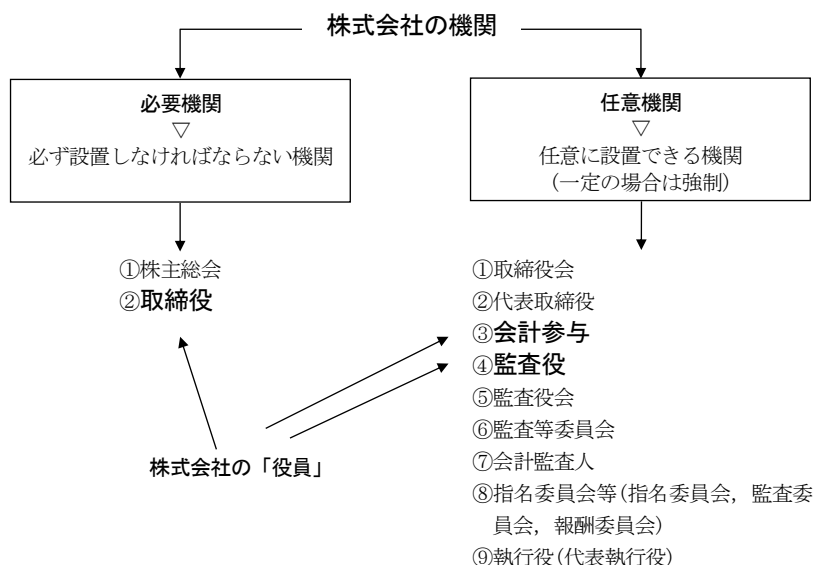 株式会社の機関
必要機関
▽
必ず設置しなければならない機関
任意機関
▽
任意に設置できる機関
(一定の場合は強制)
①株主総会
②取締役
①取締役会
②代表取締役
③会計参与
④監査役
⑤監査役会
⑥監査等委員会
⑦会計監査人
⑧指名委員会等(指名委員会，監査委
員会，報酬委員会)
⑨執行役(代表執行役)
株式会社の「役員」